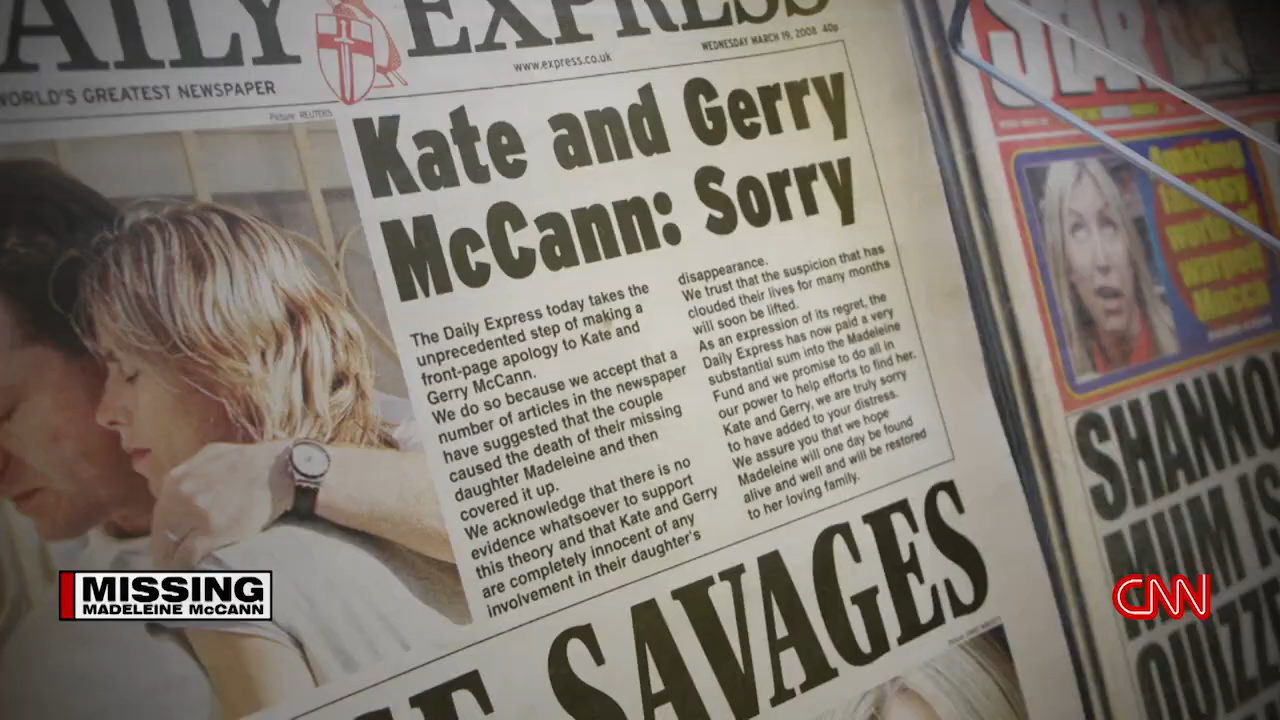 AILY EXPRESS
WORLD'S GREATEST NEWSPAPER
www.express.co.uk
WEDNESDAY MARCH 19, 2008 40p
Picture: REUTERS
Kate and Gerry
McCann: Sorry
The Daily Express today takes the
unprecedented step of making a
front-page apology to Kate and
Gerry McCann.
We do so because we accept that a
number of articles in the newspaper
have suggested that the couple
caused the death of their missing
daughter Madeleine and then
covered it up.
We acknowledge that there is no
evidence whatsoever to support
this theory and that Kate and Gerry
are completely innocent of any
involvement in their daughter's
disappearance.
We trust that the suspicion that has
clouded their lives for many months
will soon be lifted.
As an expression of its regret, the
Daily Express has now paid a very
substantial sum into the Madeleine
Fund and we promise to do all in
our power to help efforts to find her.
Kate and Gerry, we are truly sorry
to have added to your distress.
We assure you that we hope
Madeleine will one day be found
alive and well and will be restored
to her loving family.
SAVAGES
STAR
SHANNO
MUM IS
QUIZZE
MISSING
MADELEINE McCANN
CNN